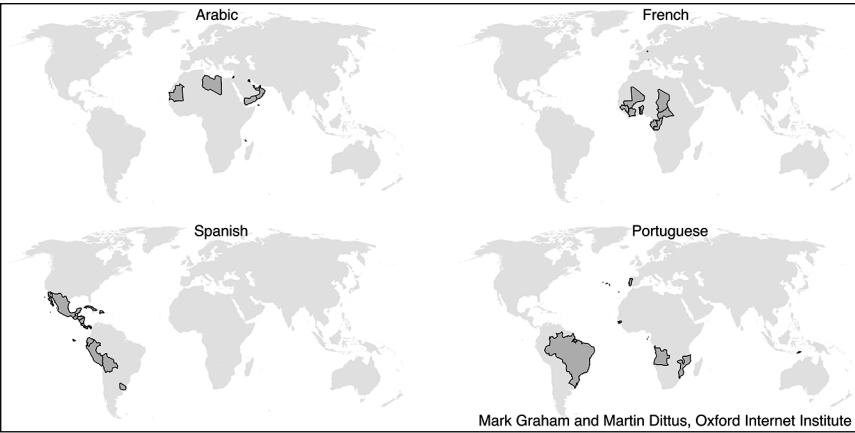 Arabic
French
Spanish
Portuguese
Mark Graham and Martin Dittus, Oxford Internet Institute